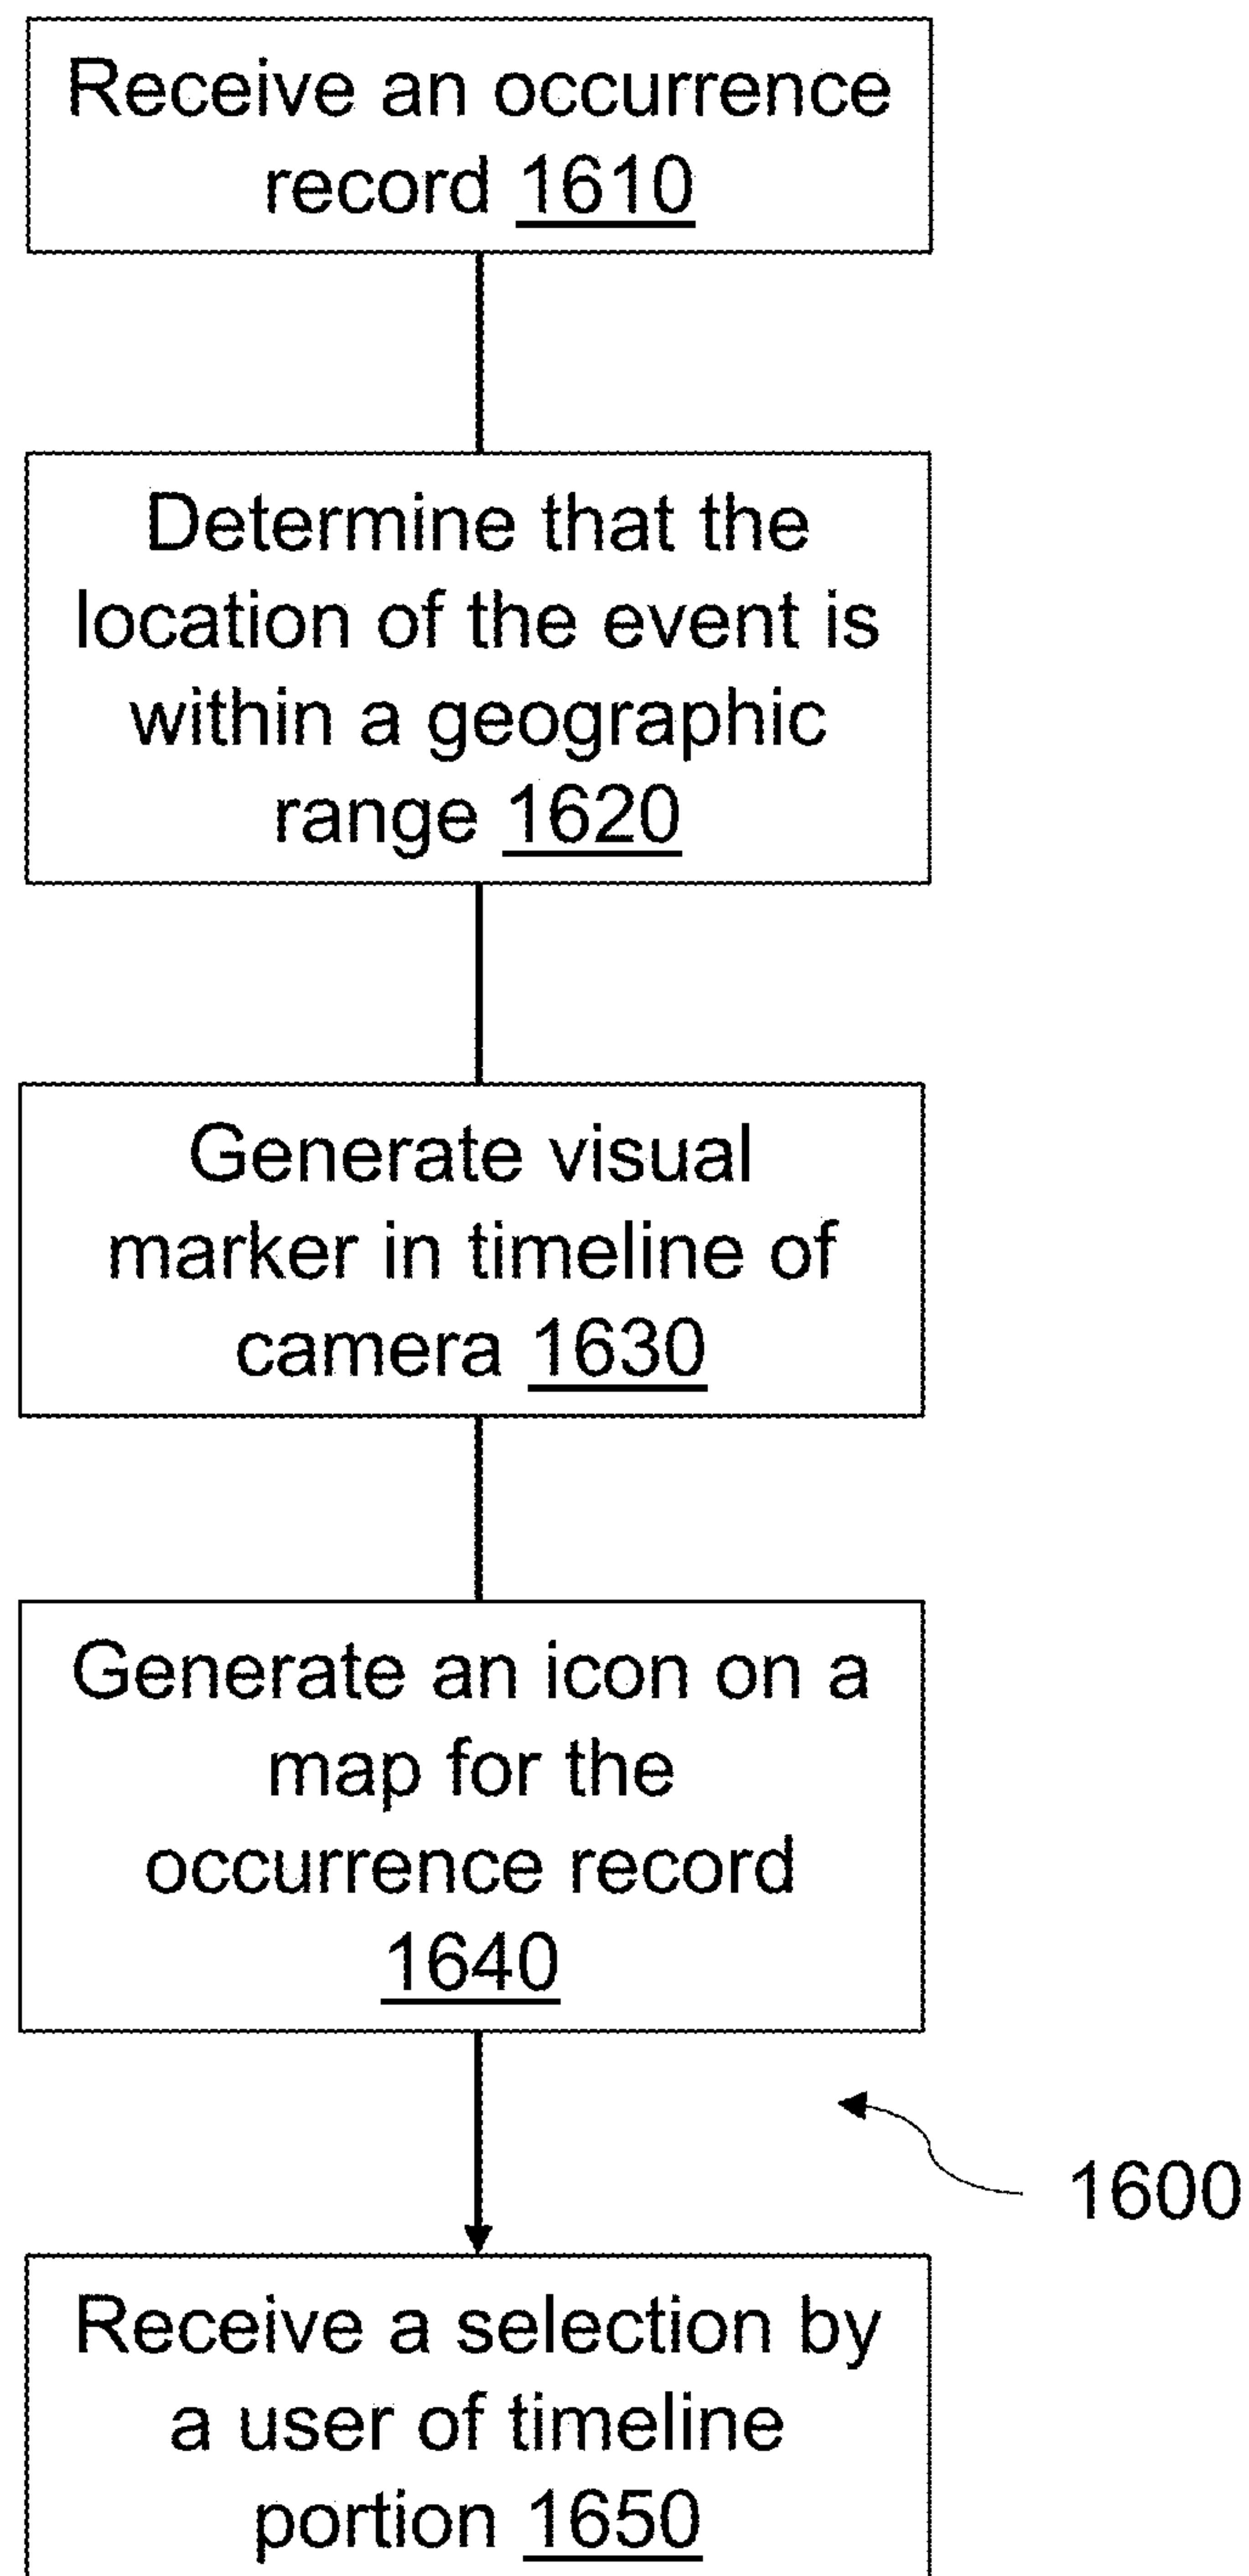 Receive an occurrence
record 1610
Determine that the
location of the event is
within a geographic
range 1620
Generate visual
marker in timeline of
camera 1630
Generate an icon on a
map for the
occurrence record
1640
1600
Receive a selection by
a user of timeline
portion 1650